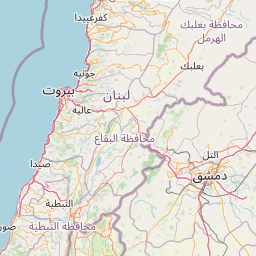 كفرعبيدا
محافظة بعلبك
الهرمل
بعلبك
جونيه
لبنان
بيروت
عاليه
محافظة البقاع
صيدا
التل
دمشق
النبطية
محافظة النبطية
صور